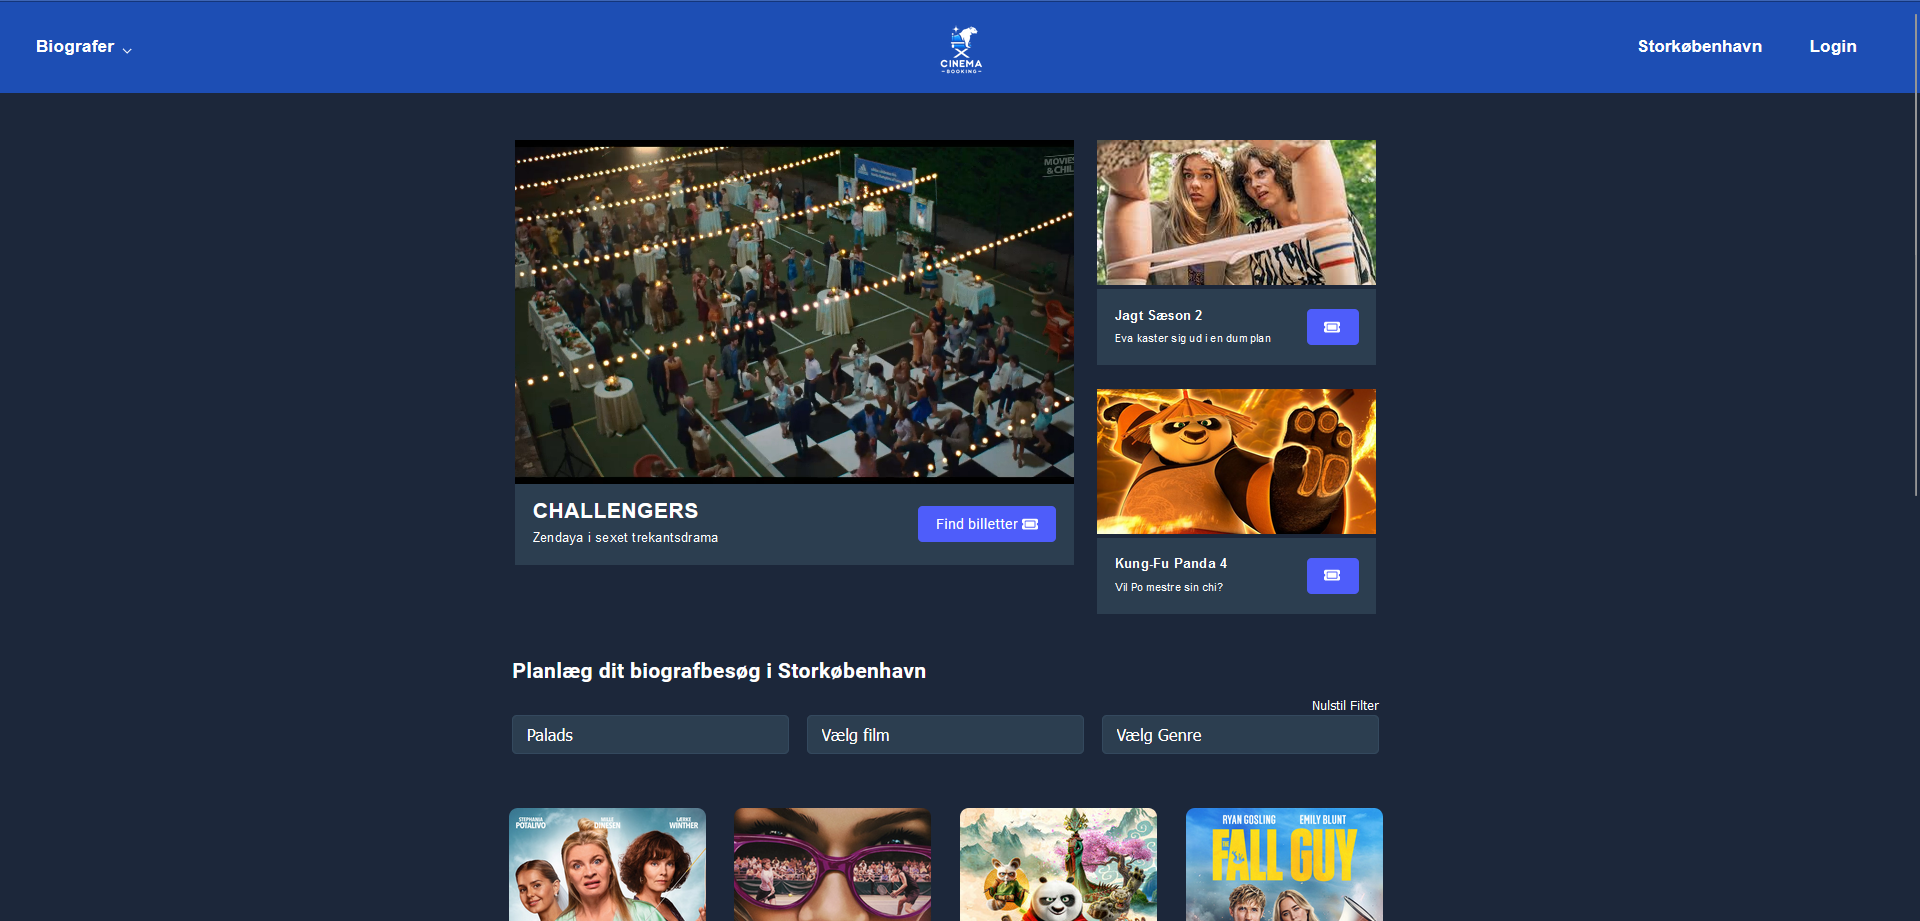 Biografer
CINEMA
BOOKING
Storkøbenhavn
Login
MOVIES
& CHIL
CHALLENGERS
Zendaya i sexet trekantsdrama
Find billetter
Jagt Sæson 2
Eva kaster sig ud i en dum plan
Kung-Fu Panda 4
Vil Po mestre sin chi?
Planlæg dit biografbesøg i Storkøbenhavn
Nulstil Filter
Palads
Vælg film
Vælg Genre
STEPHANIA
POTALIVO
MILLE
DINESEN
LÆRKE
WINTHER
RYAN GOSLING
EMILY BLUNT
FALL GUY